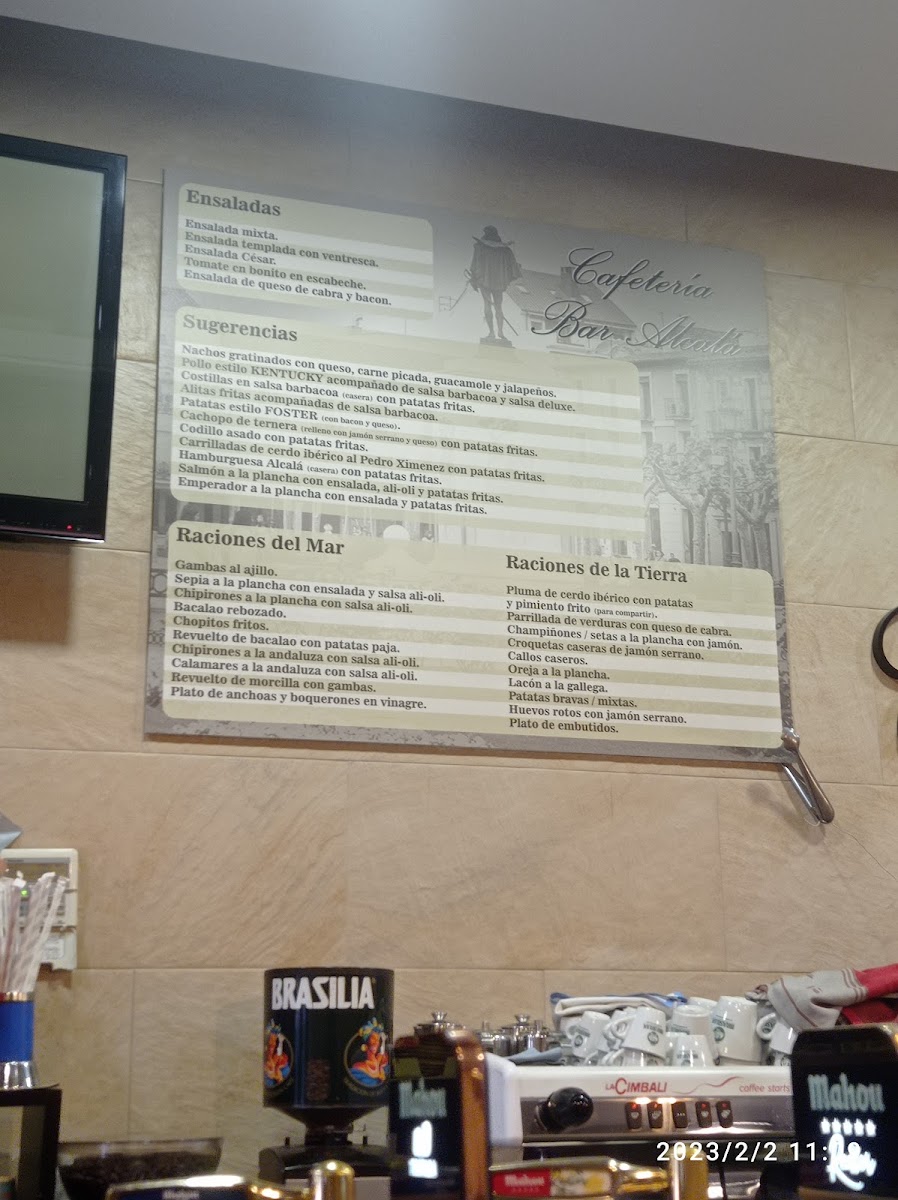 Ensaladas
Ensalada mixta.
Ensalada templada con ventresca.
Ensalada César.
Tomate cn bonito en escabeche.
Ensalada de queso de cabra y bacon.
Cafetería
Bar Alcalá
Sugerencias
Nachos gratinados con queso, carne picada, guacamole y jalapeños.
Pollo estilo KENTUCKY acompañado de salsa barbacoa y salsa deluxe.
Costillas en salsa barbacoa (casera) con patatas fritas.
Alitas fritas acompañadas de salsa barbacoa.
Patatas estilo FOSTER (con bacon y queso).
Cachopo de ternera (relleno con jamón serrano y queso) con patatas fritas.
Codillo asado con patatas fritas.
Carrilladas de cerdo ibérico al Pedro Ximenez con patatas fritas.
Hamburguesa Alcalá (casera) con patatas fritas.
Salmón a la plancha con ensalada, ali-oli y patatas fritas.
Emperador a la plancha con ensalada y patatas fritas.
Raciones del Mar
Gambas al ajillo.
Sepia a la plancha con ensalada y salsa ali-oli.
Chipirones a la plancha con salsa ali-oli.
Bacalao rebozado.
Chopitos fritos.
Revuelto de bacalao con patatas paja.
Chipirones a la andaluza con salsa ali-oli.
Calamares a la andaluza con salsa ali-oli.
Revuelto de morcilla con gambas.
Plato de anchoas y boquerones en vinagre.
Raciones de la Tierra
Pluma de cerdo ibérico con patatas
y pimiento frito (para compartir).
Parrillada de verduras con queso de cabra.
Champiñones / setas a la plancha con jamón.
Croquetas caseras de jamón serrano.
Callos caseros.
Oreja a la plancha.
Lacón a la gallega.
Patatas bravas / mixtas.
Huevos rotos con jamón serrano.
Plato de embutidos.
BRASILIA
LACIMBALI
coffee starts
Mahou
Mahou
Mahou
Mahou
2023/2/2